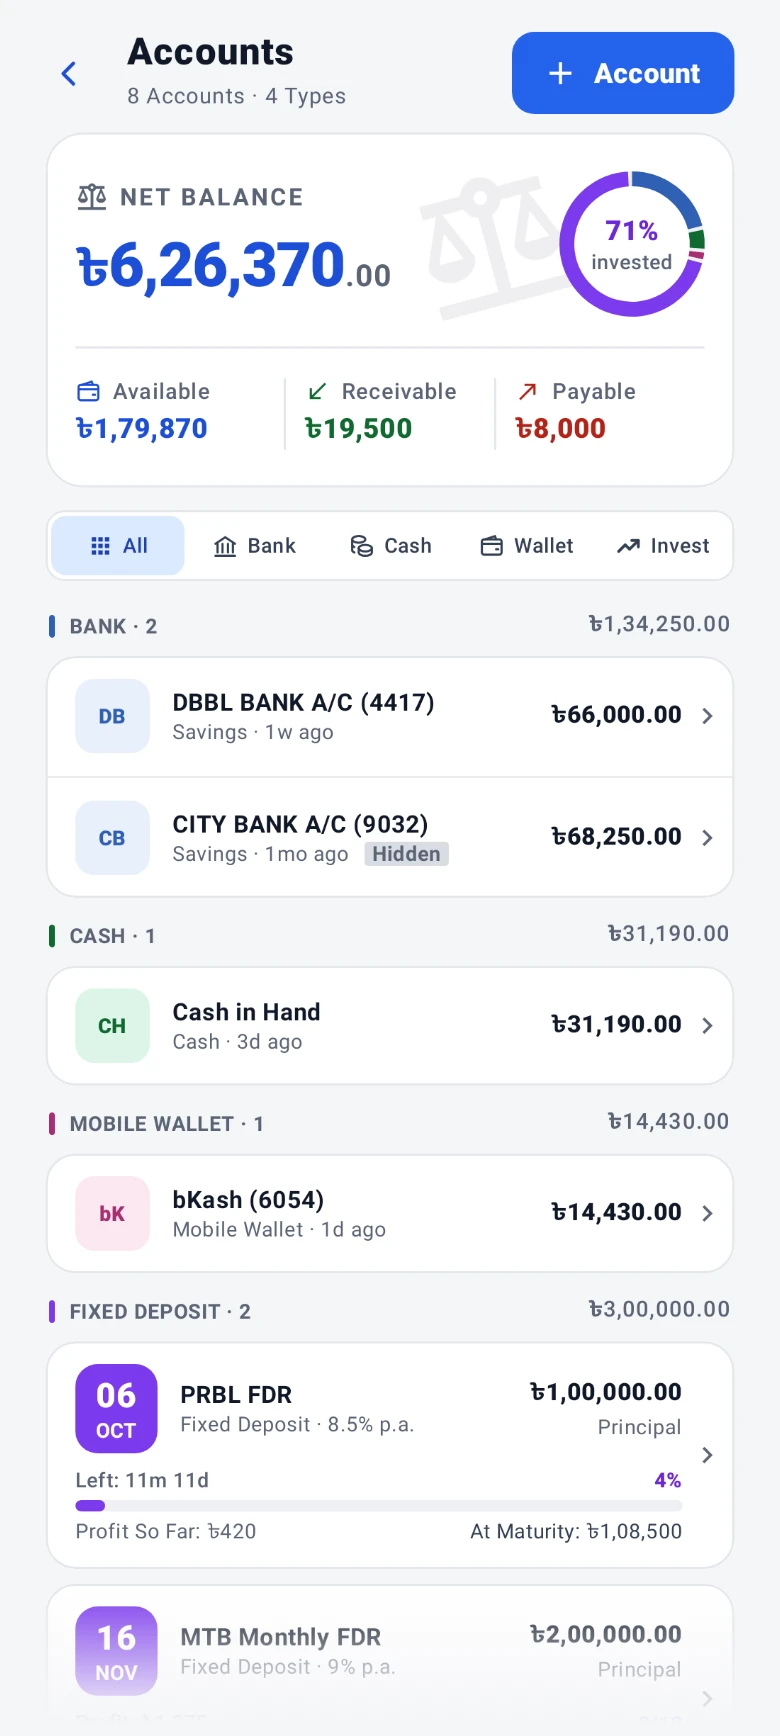 Accounts
8 Accounts · 4 Types
+ Account
NET BALANCE
৳6,26,370.00
71%
invested
Available
৳1,79,870
Receivable
৳19,500
Payable
৳8,000
All
Bank
Cash
Wallet
Invest
BANK · 2
৳1,34,250.00
DB
DBBL BANK A/C (4417)
Savings · 1w ago
৳66,000.00
CB
CITY BANK A/C (9032)
Savings · 1mo ago Hidden
৳68,250.00
CASH · 1
৳31,190.00
CH
Cash in Hand
Cash · 3d ago
৳31,190.00
MOBILE WALLET · 1
৳14,430.00
bK
bKash (6054)
Mobile Wallet · 1d ago
৳14,430.00
FIXED DEPOSIT · 2
৳3,00,000.00
06
OCT
PRBL FDR
Fixed Deposit · 8.5% p.a.
৳1,00,000.00
Principal
Left: 11m 11d
4%
Profit So Far: ৳420
At Maturity: ৳1,08,500
16
NOV
MTB Monthly FDR
Fixed Deposit · 9% p.a.
৳2,00,000.00
Principal